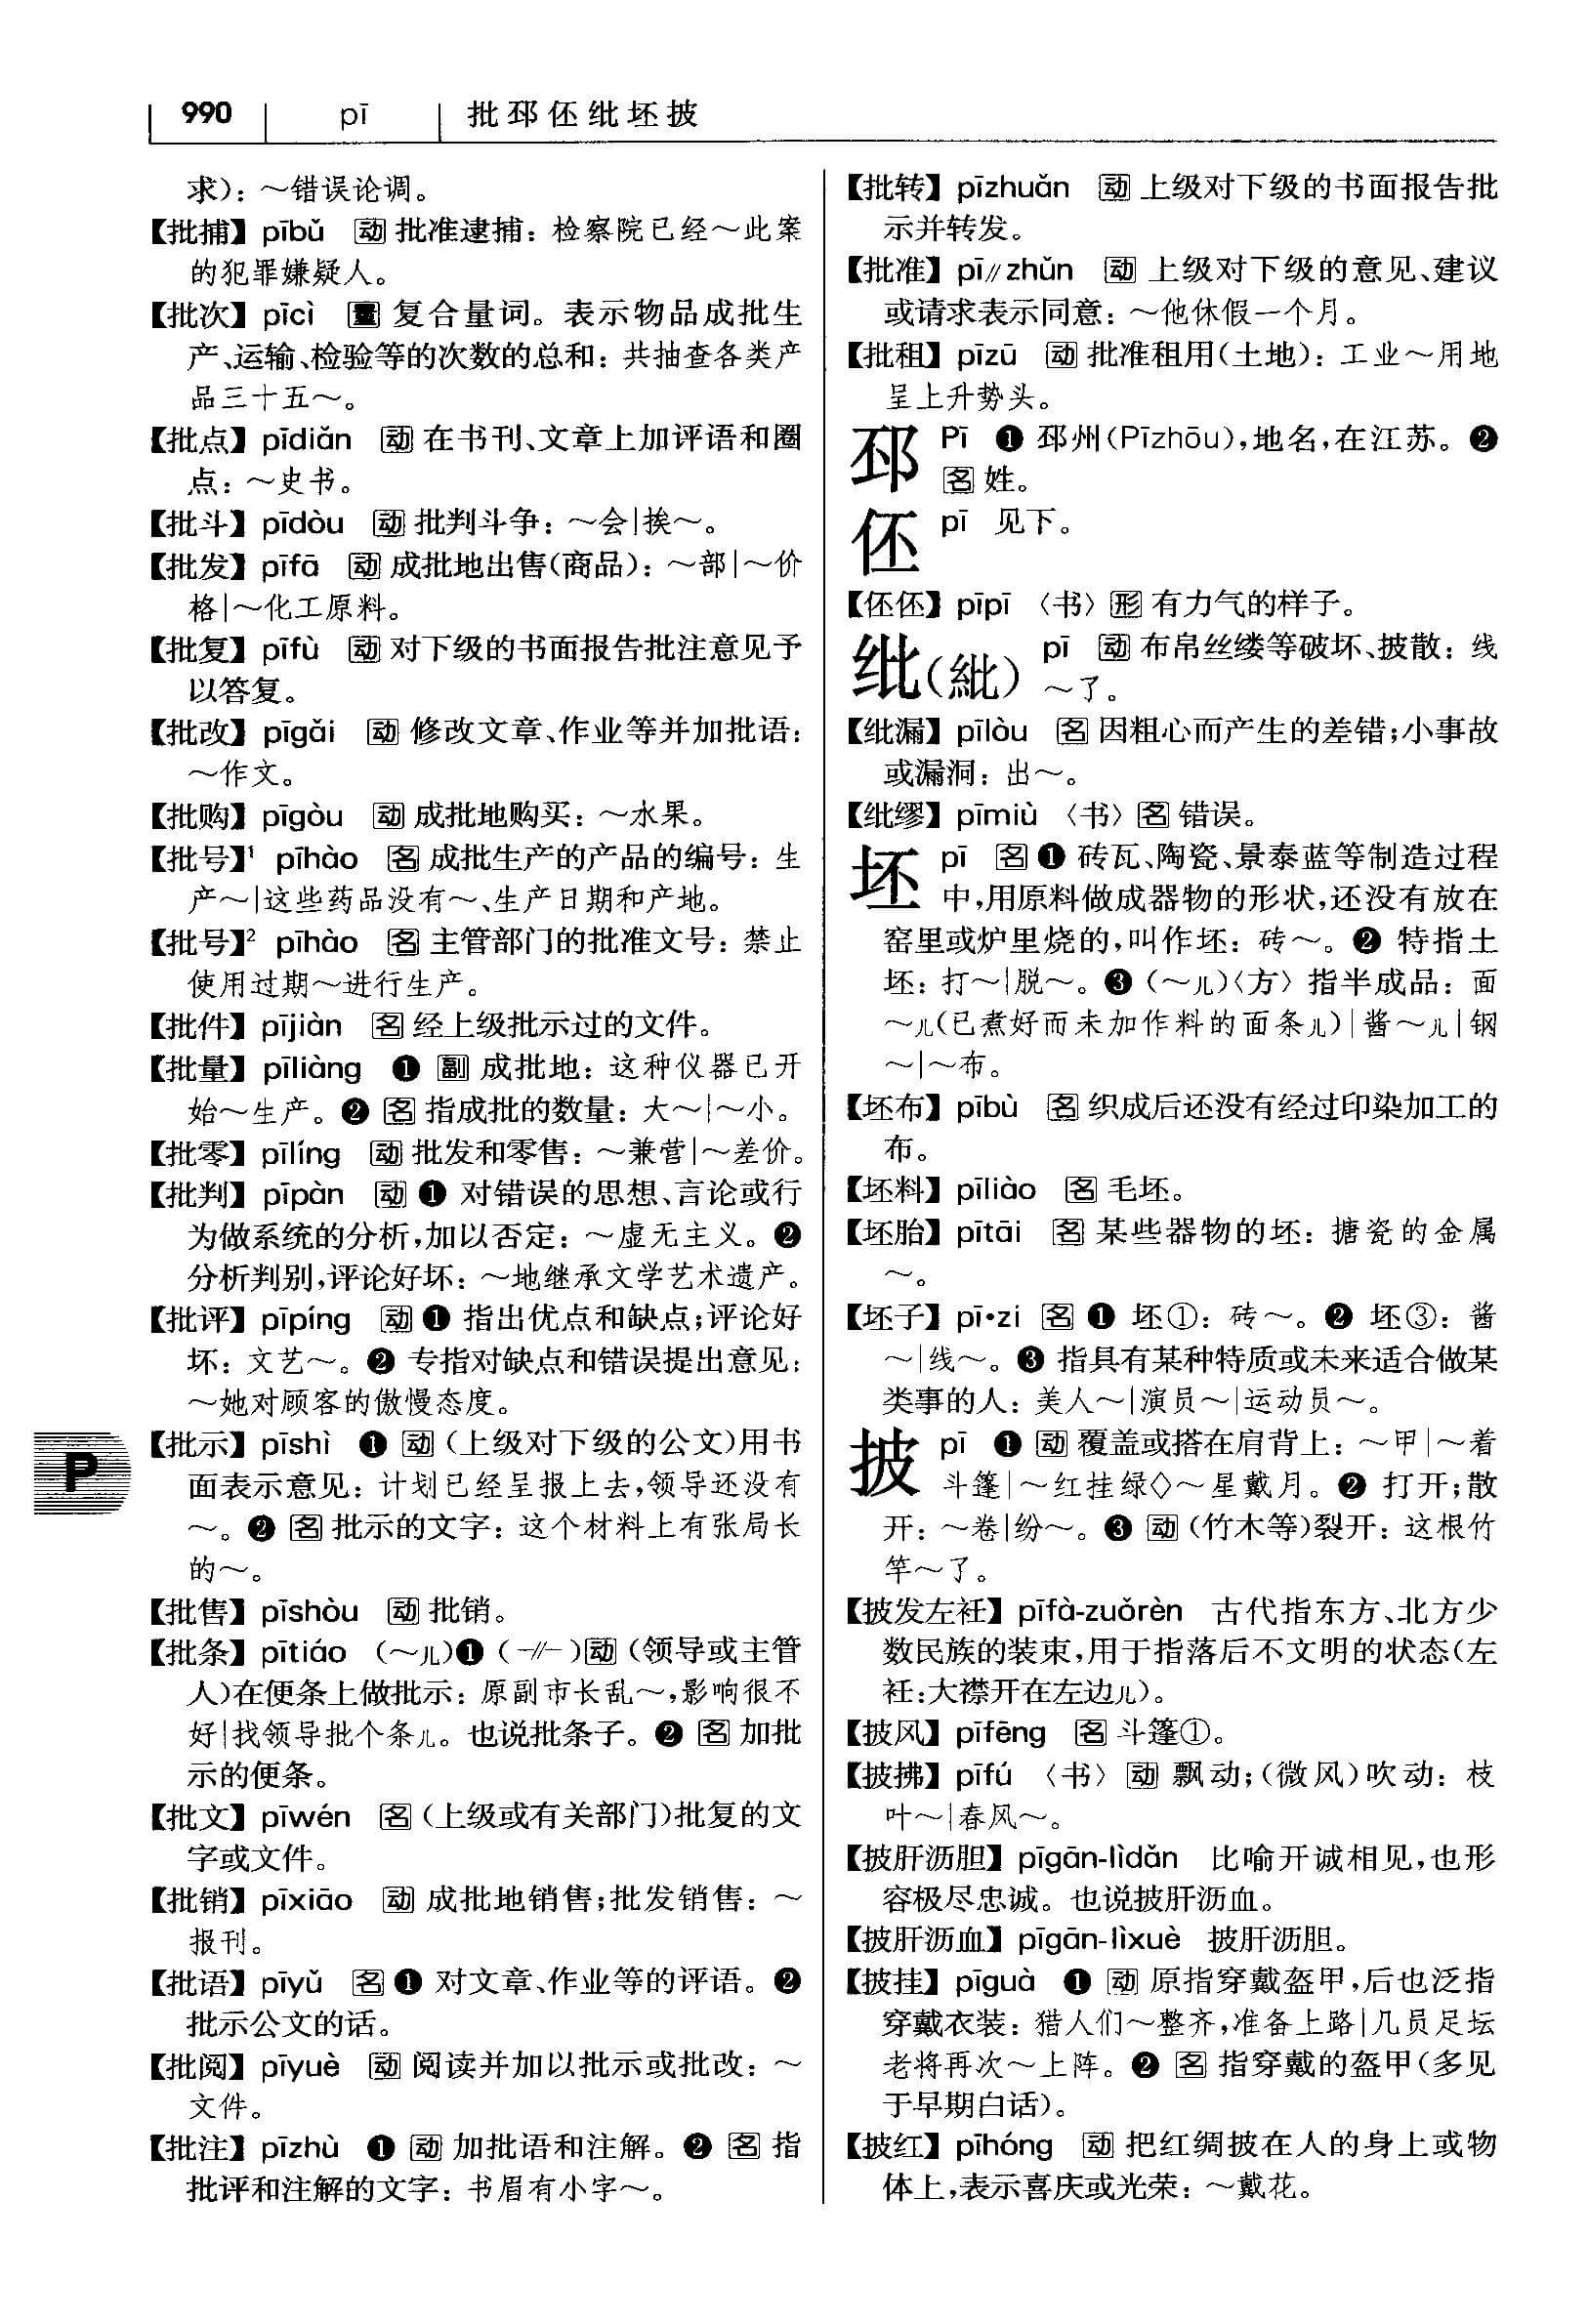 990 pī 批邳伾纰坯披
求)：～错误论调。
【批捕】 pībǔ 动 批准逮捕：检察院已经～此案
的犯罪嫌疑人。
【批次】 pīcì 量 复合量词。表示物品成批生
产、运输、检验等的次数的总和：共抽查各类产
品三十五～。
【批点】 pīdiǎn 动 在书刊、文章上加评语和圈
点：～史书。
【批斗】 pīdòu 动 批判斗争：～会|挨～。
【批发】 pīfā 动 成批地出售(商品)：～部|～价
格|～化工原料。
【批复】 pīfù 动 对下级的书面报告批注意见予
以答复。
【批改】 pīgǎi 动 修改文章、作业等并加批语：
～作文。
【批购】 pīgòu 动 成批地购买：～水果。
【批号】¹ pīhào 名 成批生产的产品的编号：生
产～|这些药品没有～、生产日期和产地。
【批号】² pīhào 名 主管部门的批准文号：禁止
使用过期～进行生产。
【批件】 pījiàn 名 经上级批示过的文件。
【批量】 pīliàng ❶ 副 成批地：这种仪器已开
始～生产。❷ 名 指成批的数量：大～|～小。
【批零】 pīlíng 动 批发和零售：～兼营|～差价。
【批判】 pīpàn 动 ❶ 对错误的思想、言论或行
为做系统的分析，加以否定：～虚无主义。❷
分析判别，评论好坏：～地继承文学艺术遗产。
【批评】 pīpíng 动 ❶ 指出优点和缺点；评论好
坏：文艺～。❷ 专指对缺点和错误提出意见：
～她对顾客的傲慢态度。
【批示】 pīshì ❶ 动 (上级对下级的公文)用书
面表示意见：计划已经呈报上去，领导还没有
～。❷ 名 批示的文字：这个材料上有张局长
的～。
【批售】 pīshòu 动 批销。
【批条】 pītiáo (～儿)❶ (-//-)动 (领导或主管
人)在便条上做批示：原副市长乱～，影响很不
好|找领导批个条儿。也说批条子。❷ 名 加批
示的便条。
【批文】 pīwén 名 (上级或有关部门)批复的文
字或文件。
【批销】 pīxiāo 动 成批地销售；批发销售：～
报刊。
【批语】 pīyǔ 名 ❶ 对文章、作业等的评语。❷
批示公文的话。
【批阅】 pīyuè 动 阅读并加以批示或批改：～
文件。
【批注】 pīzhù ❶ 动 加批语和注解。❷ 名 指
批评和注解的文字：书眉有小字～。
P
【批转】 pīzhuǎn 动 上级对下级的书面报告批
示并转发。
【批准】 pī//zhǔn 动 上级对下级的意见、建议
或请求表示同意：～他休假一个月。
【批租】 pīzū 动 批准租用(土地)：工业～用地
呈上升势头。
邳 Pī ❶ 邳州(Pīzhōu)，地名，在江苏。❷
名 姓。
伾 pī 见下。
【伾伾】 pīpī 〈书〉 形 有力气的样子。
纰(紕) pī 动 布帛丝缕等破坏、披散：线
～了。
【纰漏】 pīlòu 名 因粗心而产生的差错；小事故
或漏洞：出～。
【纰缪】 pīmiù 〈书〉 名 错误。
坯 pī 名 ❶ 砖瓦、陶瓷、景泰蓝等制造过程
中，用原料做成器物的形状，还没有放在
窑里或炉里烧的，叫作坯：砖～。❷ 特指土
坯：打～|脱～。❸ (～儿)〈方〉 指半成品：面
～儿(已煮好而未加作料的面条儿)|酱～儿|钢
～|～布。
【坯布】 pībù 名 织成后还没有经过印染加工的
布。
【坯料】 pīliào 名 毛坯。
【坯胎】 pītāi 名 某些器物的坯：搪瓷的金属
～。
【坯子】 pī•zi 名 ❶ 坯①：砖～。❷ 坯③：酱
～|线～。❸ 指具有某种特质或未来适合做某
类事的人：美人～|演员～|运动员～。
披 pī ❶ 动 覆盖或搭在肩背上：～甲|～着
斗篷|～红挂绿◇～星戴月。❷ 打开；散
开：～卷|纷～。❸ 动 (竹木等)裂开：这根竹
竿～了。
【披发左衽】 pīfà-zuǒrèn 古代指东方、北方少
数民族的装束，用于指落后不文明的状态(左
衽：大襟开在左边儿)。
【披风】 pīfēng 名 斗篷①。
【披拂】 pīfú 〈书〉 动 飘动；(微风)吹动：枝
叶～|春风～。
【披肝沥胆】 pīgān-lìdǎn 比喻开诚相见，也形
容极尽忠诚。也说披肝沥血。
【披肝沥血】 pīgān-lìxuè 披肝沥胆。
【披挂】 pīguà ❶ 动 原指穿戴盔甲，后也泛指
穿戴衣装：猎人们～整齐，准备上路|几员足坛
老将再次～上阵。❷ 名 指穿戴的盔甲(多见
于早期白话)。
【披红】 pīhóng 动 把红绸披在人的身上或物
体上，表示喜庆或光荣：～戴花。